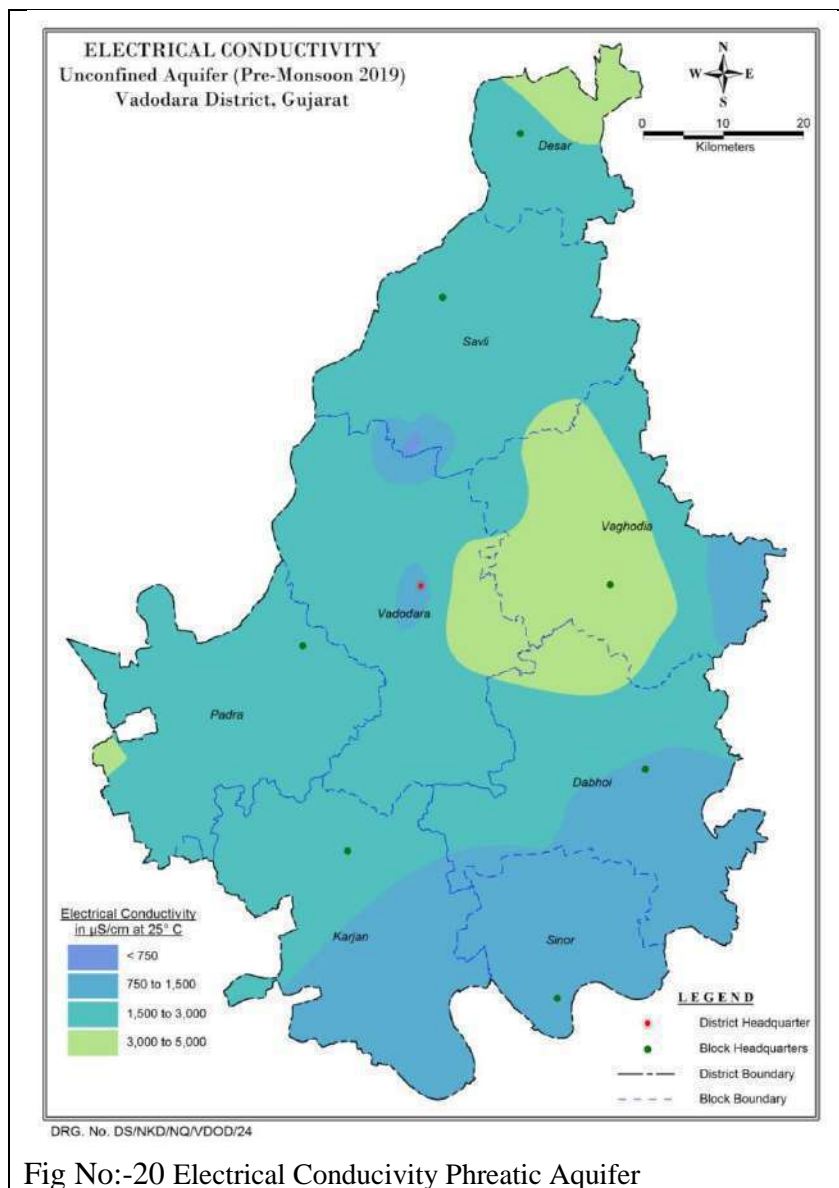 ELECTRICAL CONDUCTIVITY
Unconfined Aquifer (Pre-Monsoon 2019)
Vadodara District, Gujarat
N
W E
S
0 10 20
Kilometers
Desar
Savli
Vaghodia
Vadodara
Padra
Dabhoi
Karjan
Sinor
Electrical Conductivity
in µS/cm at 25° C
< 750
750 to 1,500
1,500 to 3,000
3,000 to 5,000
LEGEND
District Headquarter
Block Headquarters
District Boundary
Block Boundary
DRG. No. DS/NKD/NQ/VDOD/24
Fig No:-20 Electrical Conducivity Phreatic Aquifer